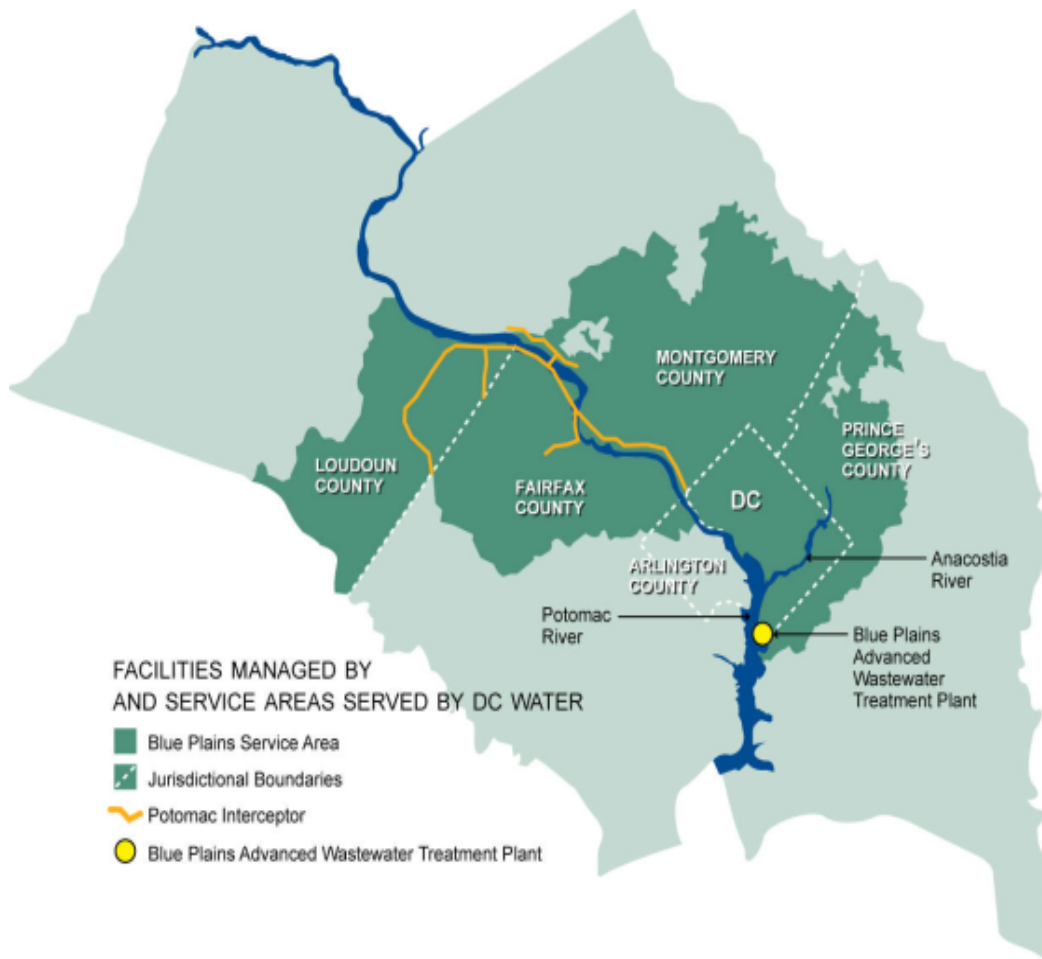 MONTGOMERY
COUNTY
PRINCE
GEORGE'S
COUNTY
LOUDOUN
COUNTY
FAIRFAX
COUNTY
DC
ARLINGTON
COUNTY
Anacostia
River
Potomac
River
Blue Plains
Advanced
Wastewater
Treatment Plant
FACILITIES MANAGED BY
AND SERVICE AREAS SERVED BY DC WATER
Blue Plains Service Area
Jurisdictional Boundaries
Potomac Interceptor
Blue Plains Advanced Wastewater Treatment Plant